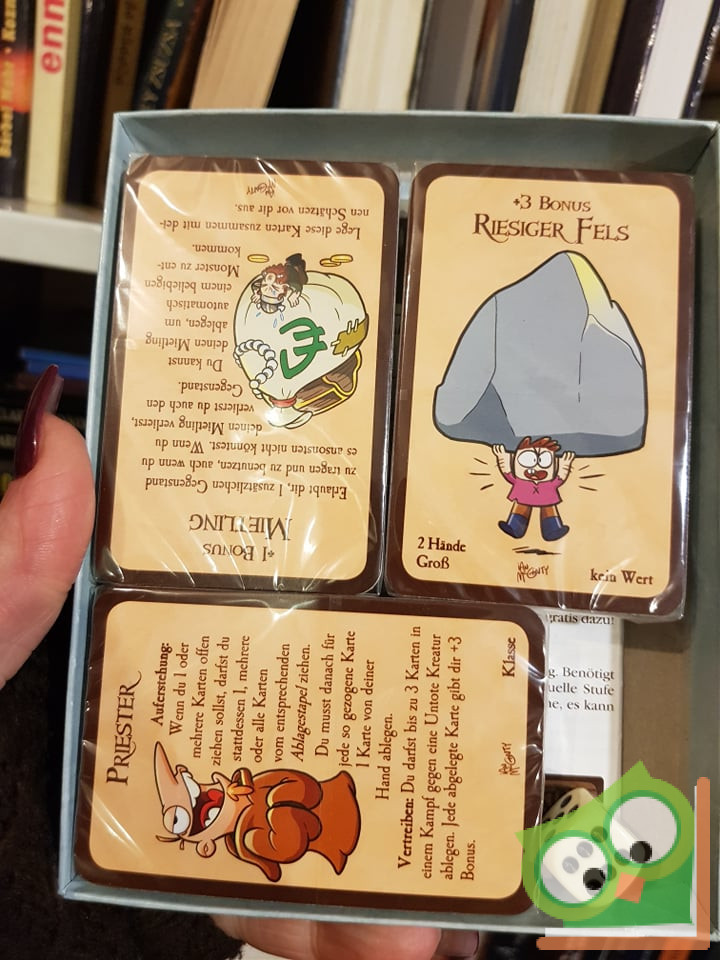 enn
+1 Bonus
Mietling
Erlaubt dir, 1 zusätzlichen Gegenstand
zu tragen und zu benutzen, auch wenn du
es ansonsten nicht könntest. Wenn du
deinen Mietling verlierst,
verlierst du auch den
Gegenstand.
Du kannst
deinen Mietling
ablegen, um
automatisch
einem beliebigen
Monster zu ent-
kommen.
Lege diese Karten zusammen mit dei-
nen Schätzen vor dir aus.
+3 Bonus
Riesiger Fels
2 Hände
Groß
Ian
McGinty
kein Wert
Priester
Auferstehung:
Wenn du 1 oder
mehrere Karten offen
ziehen sollst, darfst du
stattdessen 1, mehrere
oder alle Karten
vom entsprechenden
Ablagestapel ziehen.
Du musst danach für
jede so gezogene Karte
1 Karte von deiner
Hand ablegen.
Vertreiben: Du darfst bis zu 3 Karten in
einem Kampf gegen eine Untote Kreatur
ablegen. Jede abgelegte Karte gibt dir +3
Bonus.
Klasse
gratis dazu!
g. Benötigt
uelle Stufe
ne, es kann